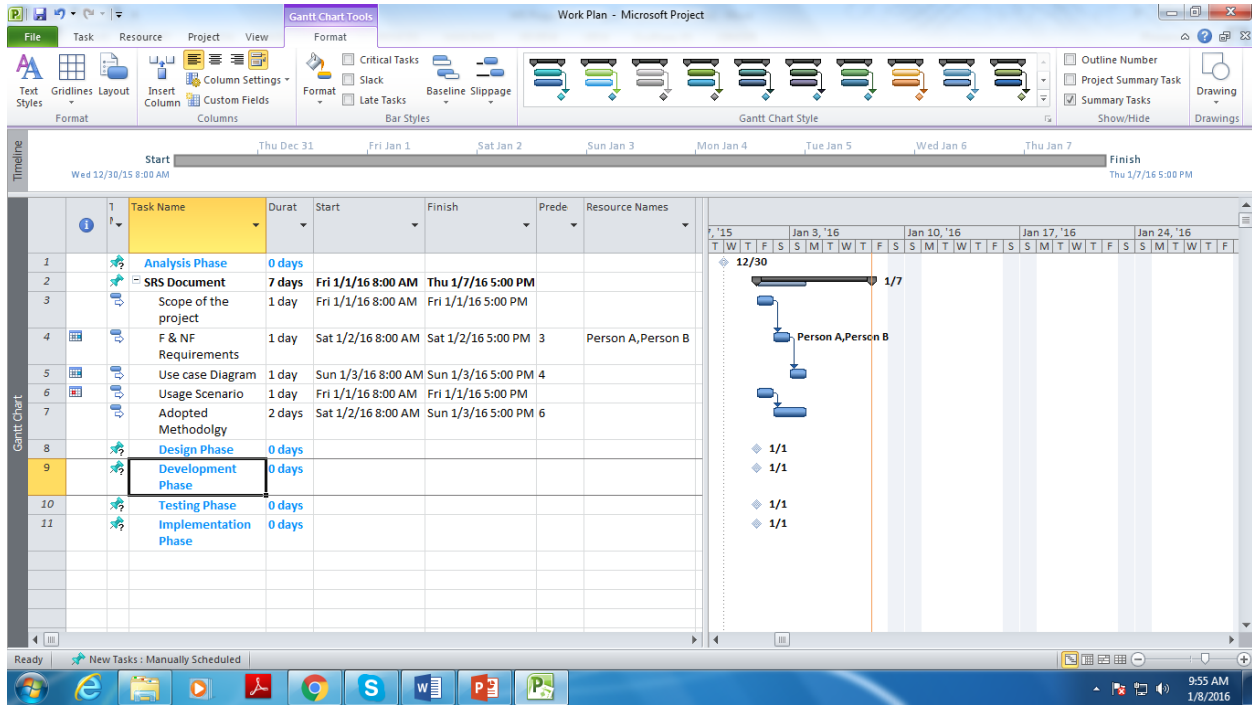 Gantt Chart Tools
Work Plan - Microsoft Project
File Task Resource Project View Format
Text Styles
Gridlines
Layout
Format
Insert Column
Column Settings
Custom Fields
Columns
Format
Critical Tasks
Slack
Late Tasks
Baseline
Slippage
Bar Styles
Gantt Chart Style
Outline Number
Project Summary Task
Summary Tasks
Show/Hide
Drawing
Drawings
Timeline
Thu Dec 31 Fri Jan 1 Sat Jan 2 Sun Jan 3 Mon Jan 4 Tue Jan 5 Wed Jan 6 Thu Jan 7
Start
Wed 12/30/15 8:00 AM
Finish
Thu 1/7/16 5:00 PM
Task Name Durat Start Finish Prede Resource Names
, '15 Jan 3, '16 Jan 10, '16 Jan 17, '16 Jan 24, '16
T W T F S S M T W T F S S M T W T F S S M T W T F S S M T W T F
Gantt Chart
1 Analysis Phase 0 days 12/30
2 SRS Document 7 days Fri 1/1/16 8:00 AM Thu 1/7/16 5:00 PM 1/7
3 Scope of the 1 day Fri 1/1/16 8:00 AM Fri 1/1/16 5:00 PM
project
4 F & NF 1 day Sat 1/2/16 8:00 AM Sat 1/2/16 5:00 PM 3 Person A,Person B Person A,Person B
Requirements
5 Use case Diagram 1 day Sun 1/3/16 8:00 AM Sun 1/3/16 5:00 PM 4
6 Usage Scenario 1 day Fri 1/1/16 8:00 AM Fri 1/1/16 5:00 PM
7 Adopted 2 days Sat 1/2/16 8:00 AM Sun 1/3/16 5:00 PM 6
Methodolgy
8 Design Phase 0 days 1/1
9 Development 0 days 1/1
Phase
10 Testing Phase 0 days 1/1
11 Implementation 0 days 1/1
Phase
Ready New Tasks : Manually Scheduled
9:55 AM
1/8/2016